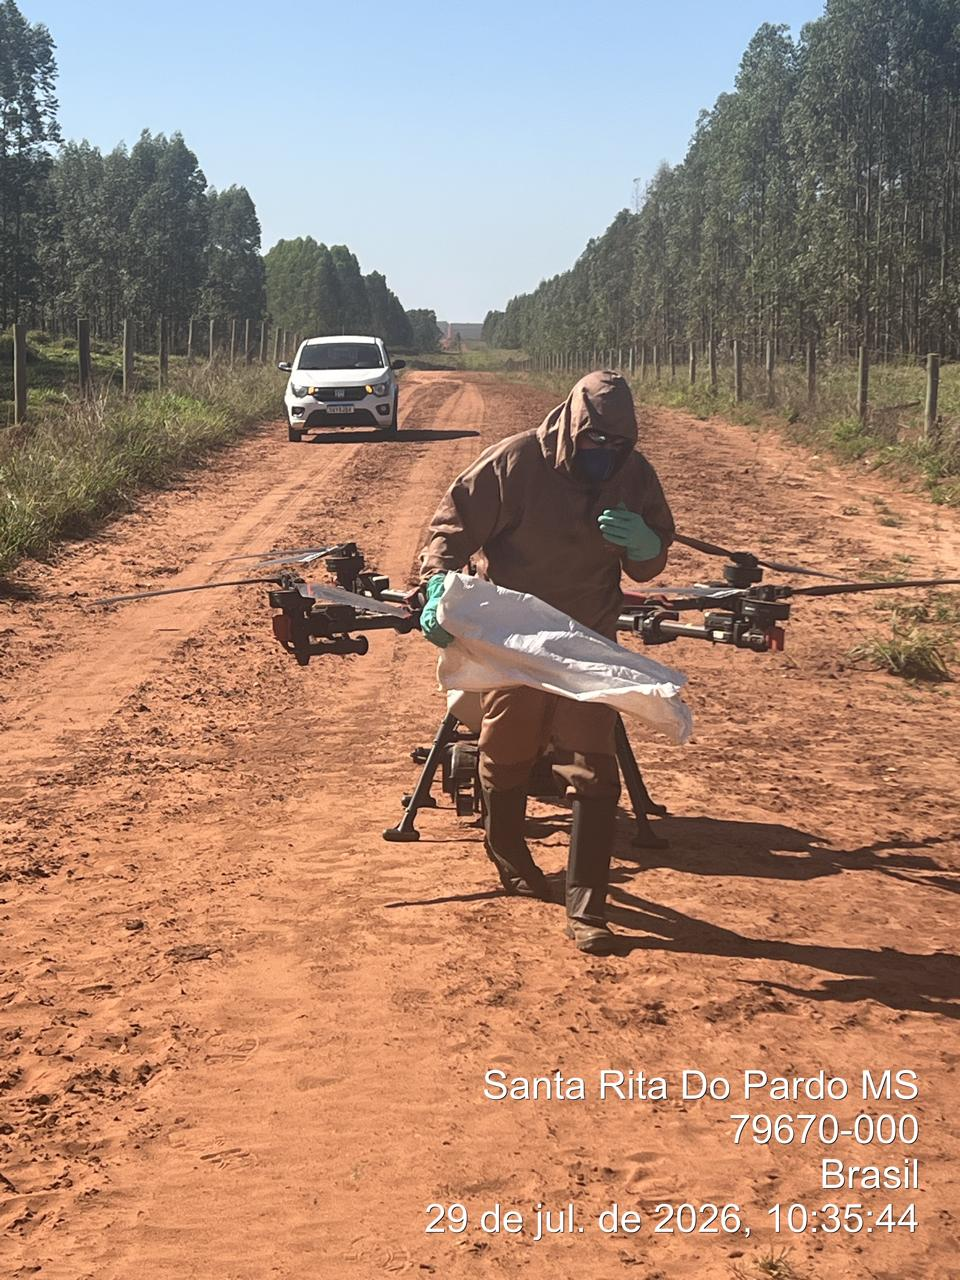 Santa Rita Do Pardo MS
79670-000
Brasil
29 de jul. de 2026, 10:35:44